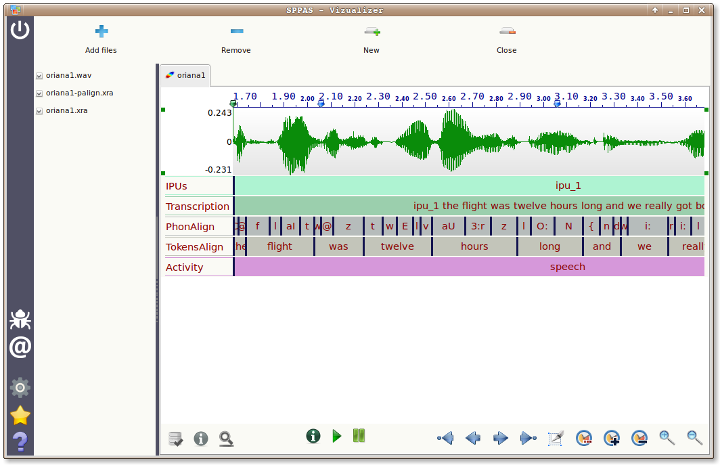 SPPAS - Vizualizer
Add files
Remove
New
Close
oriana1.wav
oriana1-palign.xra
oriana1.xra
oriana1
1.70 1.90 2.00 2.10 2.20 2.30 2.40 2.50 2.60 2.70 2.80 2.90 3.00 3.10 3.20 3.30 3.40 3.50 3.60
0.243
0
-0.231
IPUs ipu_1
Transcription ipu_1 the flight was twelve hours long and we really got bo
PhonAlign f l aI t w @ z t w E l v aU 3:r z l O: N { n d w i: r i: l
TokensAlign he flight was twelve hours long and we reall
Activity speech